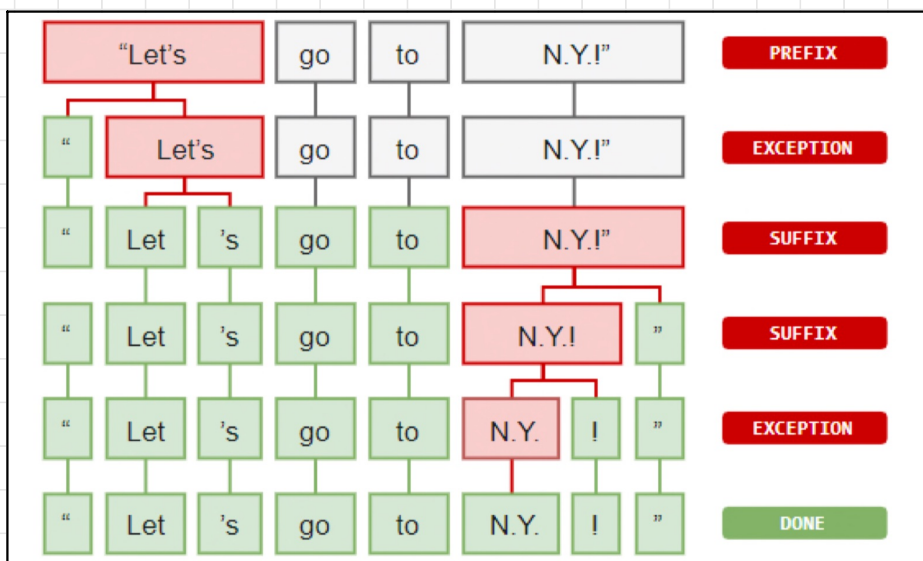 “Let’s go to N.Y.!” PREFIX
“ Let’s go to N.Y.!” EXCEPTION
“ Let ’s go to N.Y.!” SUFFIX
“ Let ’s go to N.Y.! ” SUFFIX
“ Let ’s go to N.Y. ! ” EXCEPTION
“ Let ’s go to N.Y. ! ” DONE